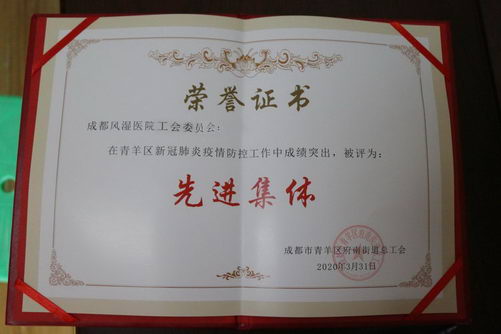 荣誉证书
成都风湿医院工会委员会：
在青羊区新冠肺炎疫情防控工作中成绩突出，被评为：
先进集体
成都市青羊区府南街道总工会
2020年3月31日